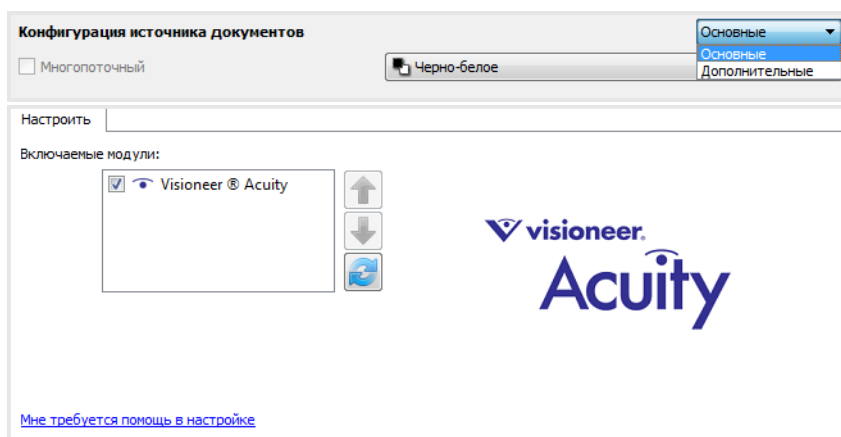 Конфигурация источника документов
Основные
Основные
Дополнительные
Многопоточный
Черно-белое
Настроить
Включаемые модули:
Visioneer ® Acuity
visioneer.
Acuity
Мне требуется помощь в настройке